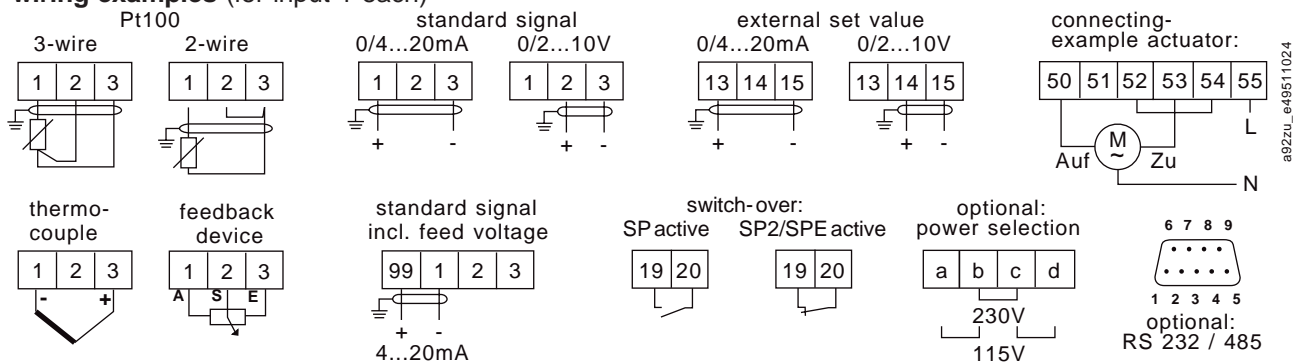 wiring examples (for input 1 each)
Pt100
3-wire
2-wire
1 2 3
1 2 3
standard signal
0/4...20mA
0/2...10V
1 2 3
1 2 3
+ -
+ -
external set value
0/4...20mA
0/2...10V
13 14 15
13 14 15
+ -
+ -
connecting-
example actuator:
50 51 52 53 54 55
L
M
~
Auf
Zu
N
a92zu_e49511024
thermo-
couple
1 2 3
- +
feedback
device
1 2 3
A S E
standard signal
incl. feed voltage
99 1 2 3
+ -
4...20mA
switch-over:
SP active
SP2/SPE active
19 20
19 20
optional:
power selection
a b c d
230V
115V
6 7 8 9
1 2 3 4 5
optional:
RS 232 / 485